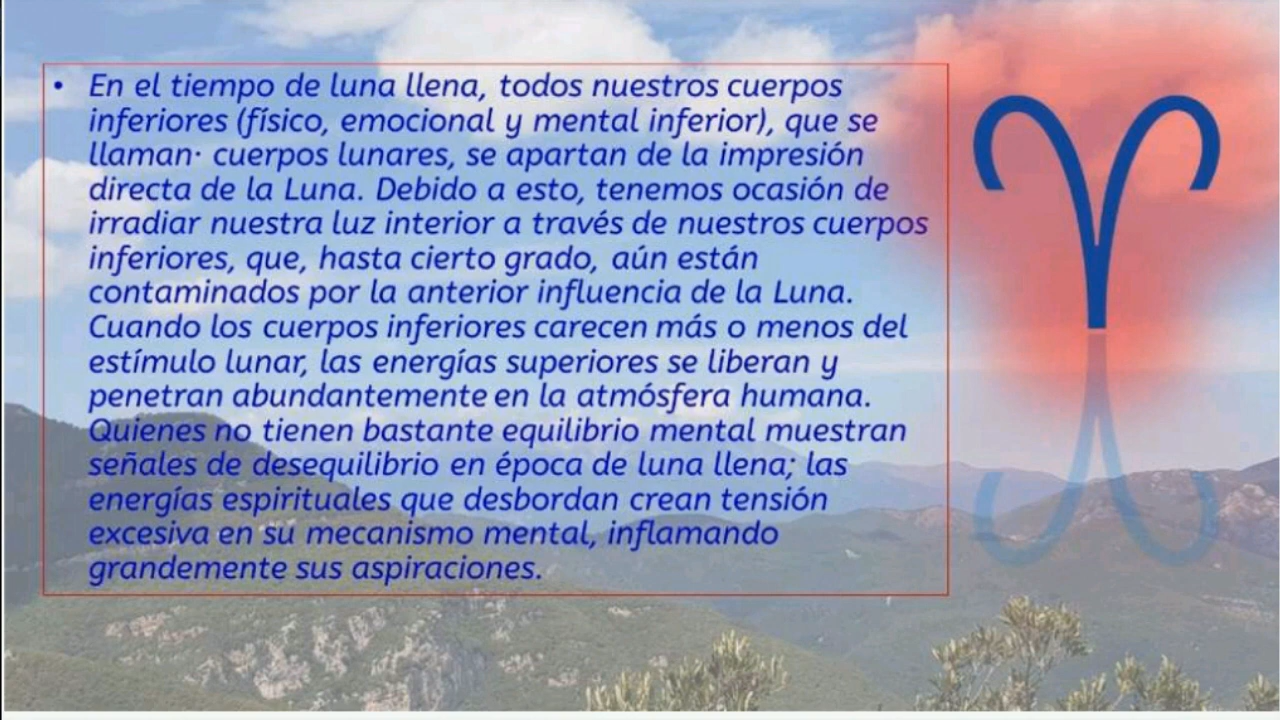 • En el tiempo de luna llena, todos nuestros cuerpos
inferiores (físico, emocional y mental inferior), que se
llaman· cuerpos lunares, se apartan de la impresión
directa de la Luna. Debido a esto, tenemos ocasión de
irradiar nuestra luz interior a través de nuestros cuerpos
inferiores, que, hasta cierto grado, aún están
contaminados por la anterior influencia de la Luna.
Cuando los cuerpos inferiores carecen más o menos del
estímulo lunar, las energías superiores se liberan y
penetran abundantemente en la atmósfera humana.
Quienes no tienen bastante equilibrio mental muestran
señales de desequilibrio en época de luna llena; las
energías espirituales que desbordan crean tensión
excesiva en su mecanismo mental, inflamando
grandemente sus aspiraciones.